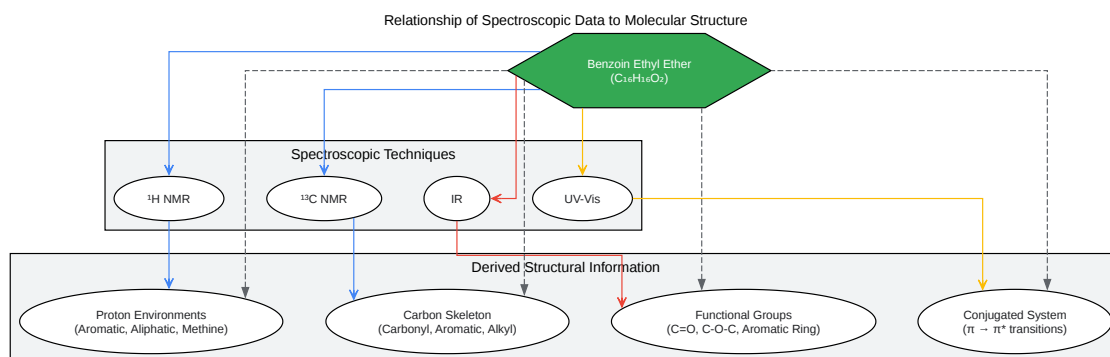 Relationship of Spectroscopic Data to Molecular Structure
Benzoin Ethyl Ether
(C₁₆H₁₆O₂)
Spectroscopic Techniques
¹H NMR
¹³C NMR
IR
UV-Vis
Derived Structural Information
Proton Environments
(Aromatic, Aliphatic, Methine)
Carbon Skeleton
(Carbonyl, Aromatic, Alkyl)
Functional Groups
(C=O, C-O-C, Aromatic Ring)
Conjugated System
(π → π* transitions)